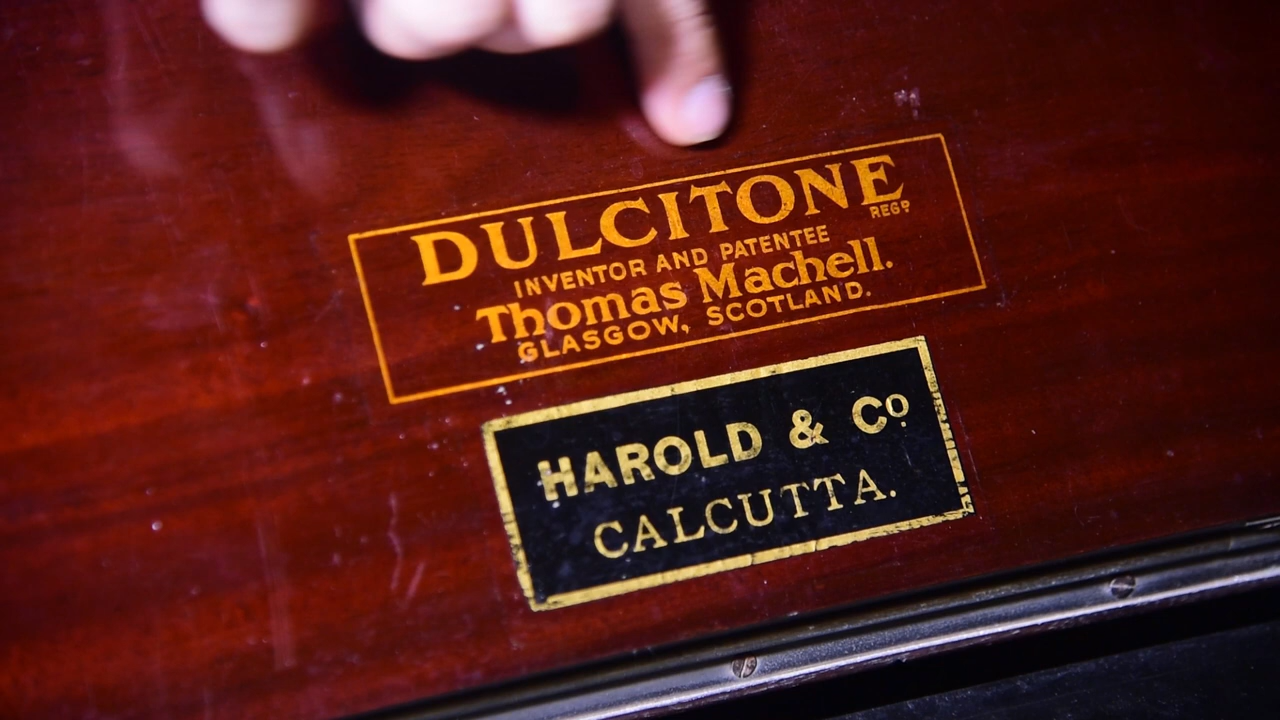 DULCITONE
REGD
INVENTOR AND PATENTEE
Thomas Machell.
GLASGOW, SCOTLAND.
HAROLD & Co.
CALCUTTA.